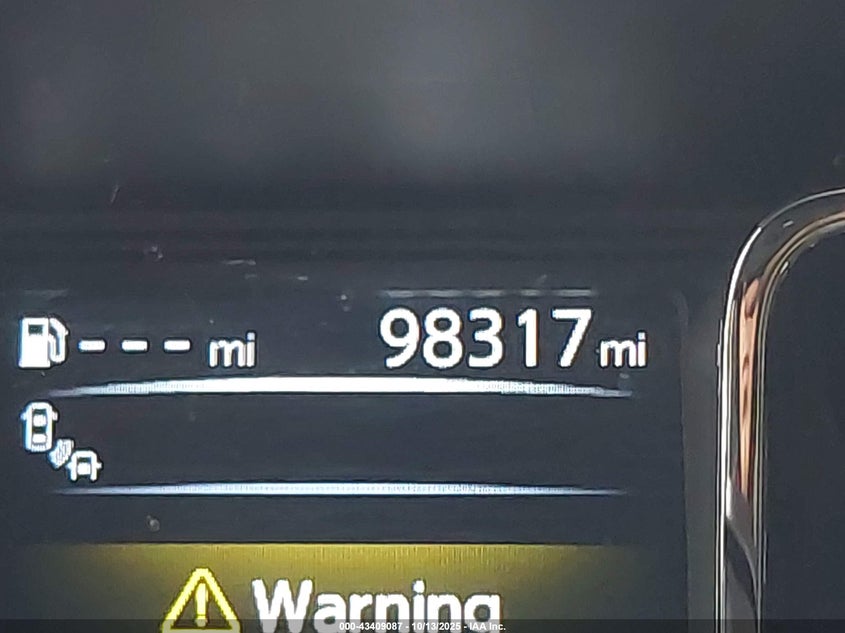 --- mi 98317 mi
Warning
000-43409087 - 10/13/2025 - IAA Inc.